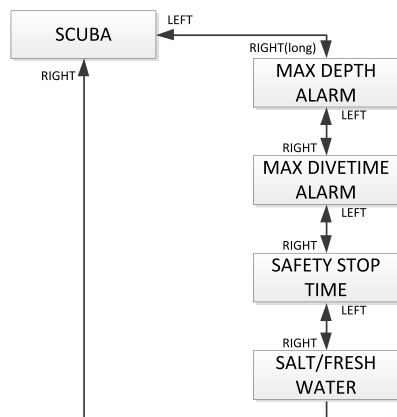 SCUBA
LEFT
RIGHT
RIGHT(long)
MAX DEPTH
ALARM
LEFT
RIGHT
MAX DIVETIME
ALARM
LEFT
RIGHT
SAFETY STOP
TIME
LEFT
RIGHT
SALT/FRESH
WATER